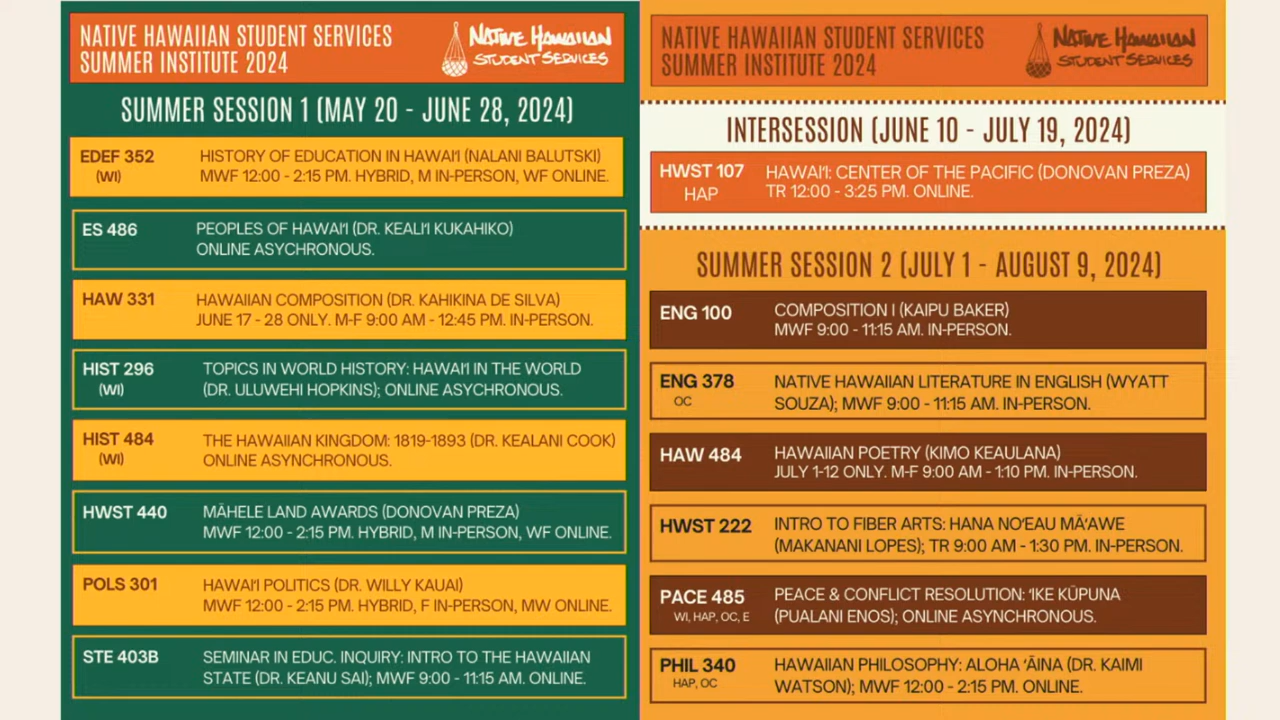 NATIVE HAWAIIAN STUDENT SERVICES
SUMMER INSTITUTE 2024
NATIVE HAWAIIAN
STUDENT SERVICES
SUMMER SESSION 1 (MAY 20 - JUNE 28, 2024)
EDEF 352 HISTORY OF EDUCATION IN HAWAI'I (NALANI BALUTSKI)
(WI) MWF 12:00 - 2:15 PM. HYBRID, M IN-PERSON, WF ONLINE.
ES 486 PEOPLES OF HAWAI'I (DR. KEALI'I KUKAHIKO)
ONLINE ASYCHRONOUS.
HAW 331 HAWAIIAN COMPOSITION (DR. KAHIKINA DE SILVA)
JUNE 17 - 28 ONLY. M-F 9:00 AM - 12:45 PM. IN-PERSON.
HIST 296 TOPICS IN WORLD HISTORY: HAWAI'I IN THE WORLD
(WI) (DR. ULUWEHI HOPKINS); ONLINE ASYCHRONOUS.
HIST 484 THE HAWAIIAN KINGDOM: 1819-1893 (DR. KEALANI COOK)
(WI) ONLINE ASYNCHRONOUS.
HWST 440 MĀHELE LAND AWARDS (DONOVAN PREZA)
MWF 12:00 - 2:15 PM. HYBRID, M IN-PERSON, WF ONLINE.
POLS 301 HAWAI'I POLITICS (DR. WILLY KAUAI)
MWF 12:00 - 2:15 PM. HYBRID, F IN-PERSON, MW ONLINE.
STE 403B SEMINAR IN EDUC. INQUIRY: INTRO TO THE HAWAIIAN
STATE (DR. KEANU SAI); MWF 9:00 - 11:15 AM. ONLINE.
NATIVE HAWAIIAN STUDENT SERVICES
SUMMER INSTITUTE 2024
NATIVE HAWAIIAN
STUDENT SERVICES
INTERSESSION (JUNE 10 - JULY 19, 2024)
HWST 107 HAWAI'I: CENTER OF THE PACIFIC (DONOVAN PREZA)
HAP TR 12:00 - 3:25 PM. ONLINE.
SUMMER SESSION 2 (JULY 1 - AUGUST 9, 2024)
ENG 100 COMPOSITION I (KAIPU BAKER)
MWF 9:00 - 11:15 AM. IN-PERSON.
ENG 378 NATIVE HAWAIIAN LITERATURE IN ENGLISH (WYATT
OC SOUZA); MWF 9:00 - 11:15 AM. IN-PERSON.
HAW 484 HAWAIIAN POETRY (KIMO KEAULANA)
JULY 1-12 ONLY. M-F 9:00 AM - 1:10 PM. IN-PERSON.
HWST 222 INTRO TO FIBER ARTS: HANA NO'EAU MĀ'AWE
(MAKANANI LOPES); TR 9:00 AM - 1:30 PM. IN-PERSON.
PACE 485 PEACE & CONFLICT RESOLUTION: 'IKE KŪPUNA
WI, HAP, OC, E (PUALANI ENOS); ONLINE ASYNCHRONOUS.
PHIL 340 HAWAIIAN PHILOSOPHY: ALOHA 'ĀINA (DR. KAIMI
HAP, OC WATSON); MWF 12:00 - 2:15 PM. ONLINE.